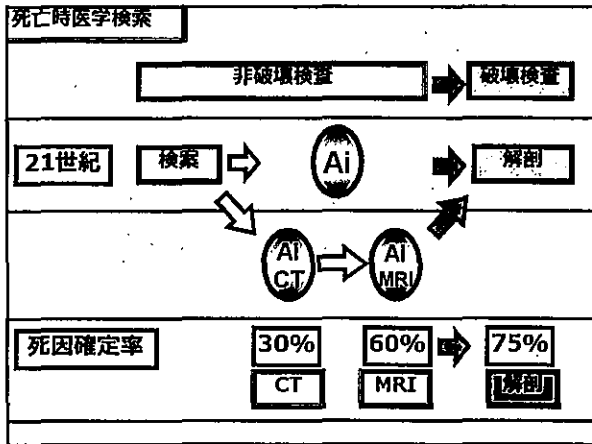 死亡時医学検索
非破壊検査
破壊検査
21世紀
検案
Ai
解剖
Ai
CT
Ai
MRI
死因確定率
30%
60%
75%
CT
MRI
解剖